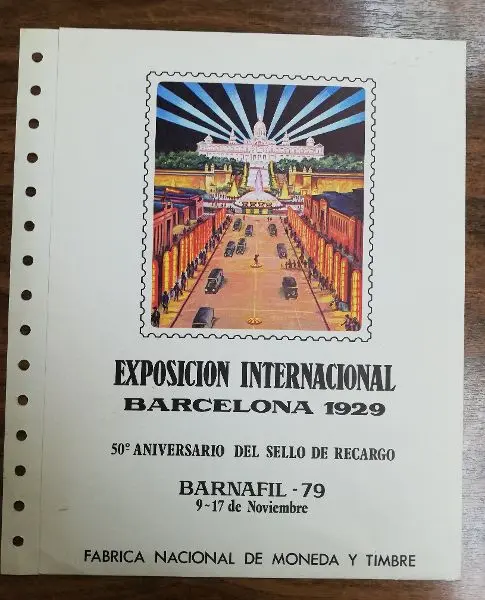 EXPOSICION INTERNACIONAL
BARCELONA 1929
50° ANIVERSARIO DEL SELLO DE RECARGO
BARNAFIL - 79
9-17 de Noviembre
FABRICA NACIONAL DE MONEDA Y TIMBRE